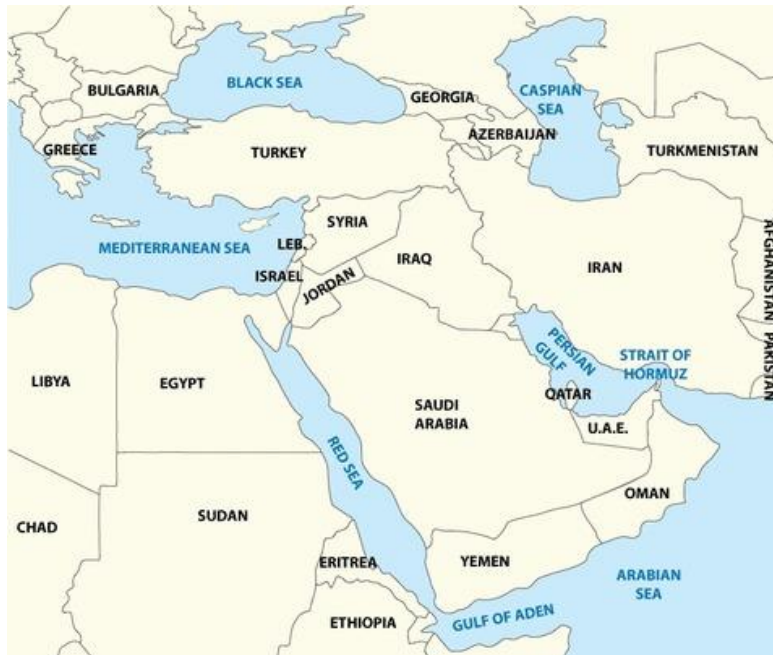 BLACK SEA
BULGARIA
GEORGIA
CASPIAN
SEA
AZERBAIJAN
GREECE
TURKEY
TURKMENISTAN
SYRIA
MEDITERRANEAN SEA
LEB.
IRAQ
IRAN
AFGHANISTAN
ISRAEL
JORDAN
PERSIAN
GULF
STRAIT OF
HORMUZ
PAKISTAN
LIBYA
EGYPT
QATAR
SAUDI
ARABIA
U.A.E.
RED SEA
OMAN
CHAD
SUDAN
ERITREA
YEMEN
ARABIAN
SEA
ETHIOPIA
GULF OF ADEN